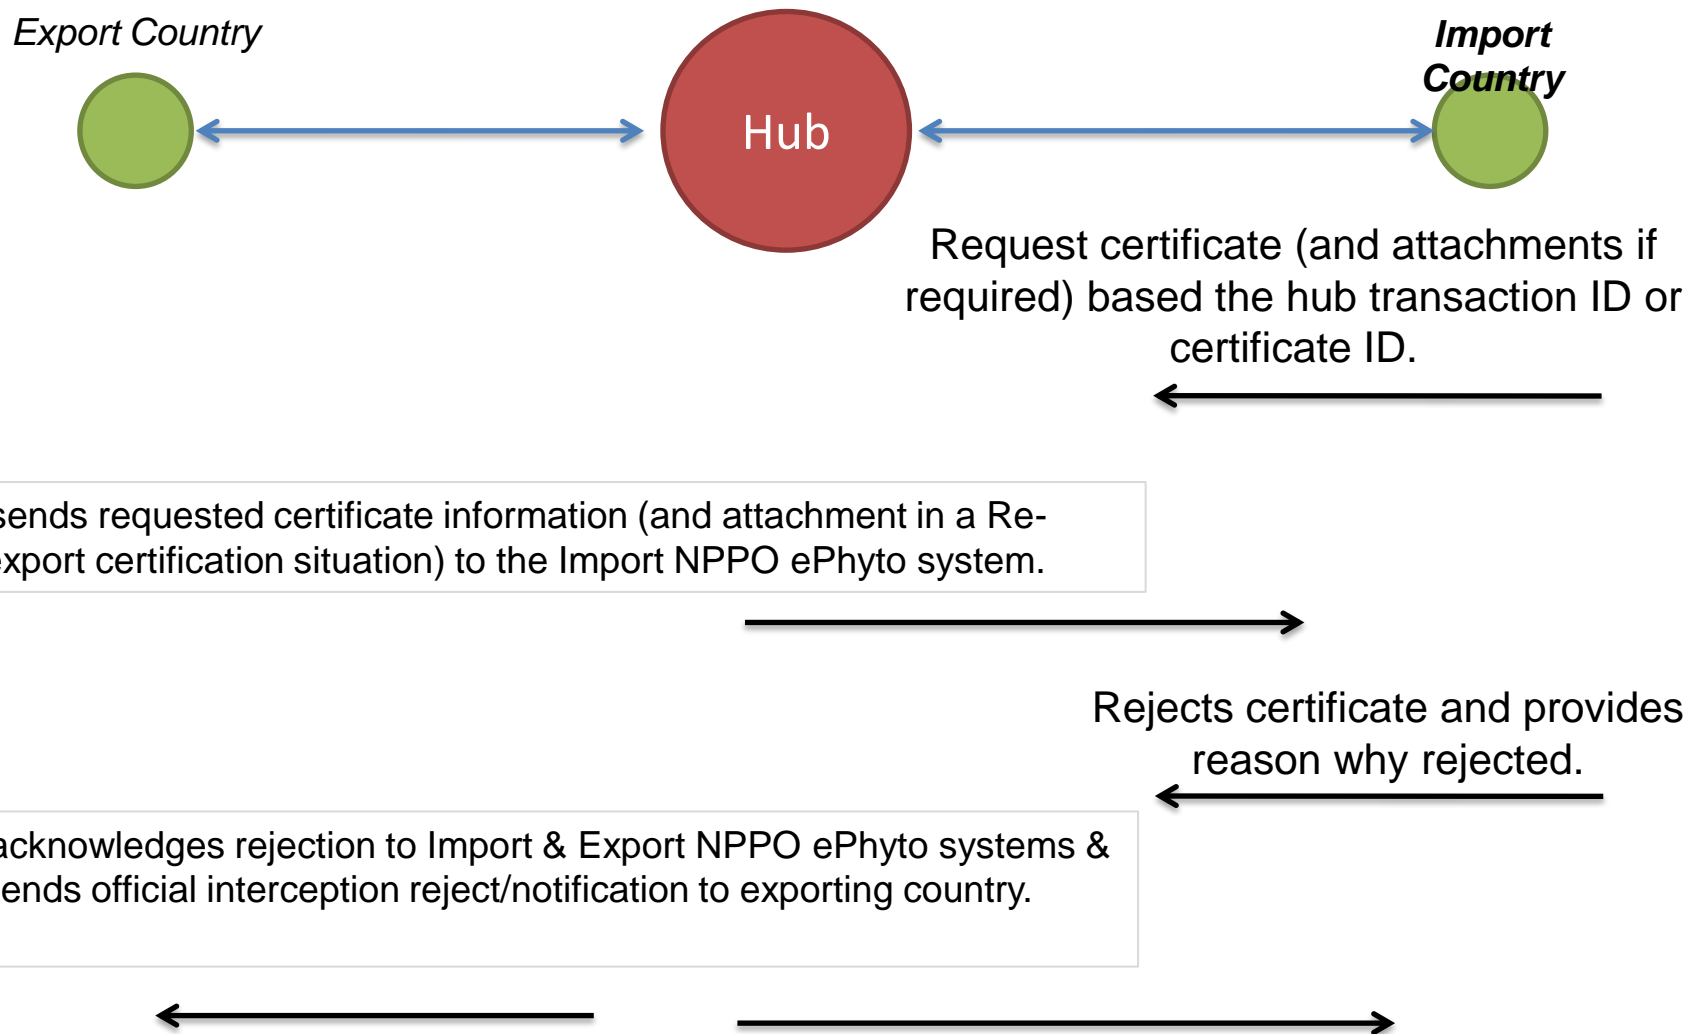 Export Country
Import
Country
Hub
Request certificate (and attachments if
required) based the hub transaction ID or
certificate ID.
sends requested certificate information (and attachment in a Re-
export certification situation) to the Import NPPO ePhyto system.
Rejects certificate and provides
reason why rejected.
acknowledges rejection to Import & Export NPPO ePhyto systems &
sends official interception reject/notification to exporting country.